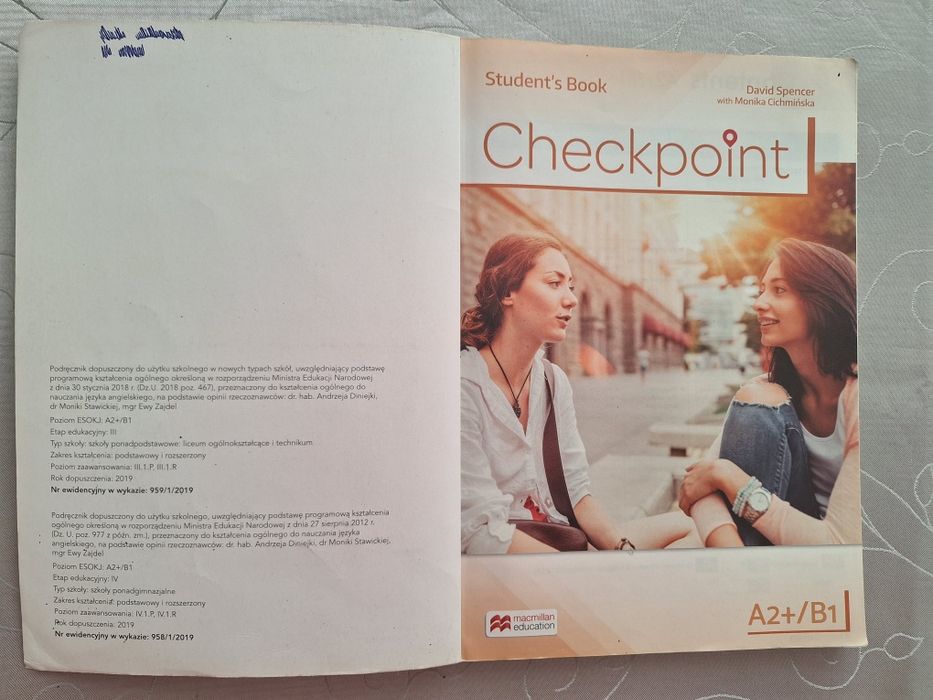 Podręcznik dopuszczony do użytku szkolnego w nowych typach szkół, uwzględniający podstawę
programową kształcenia ogólnego określoną w rozporządzeniu Ministra Edukacji Narodowej
z dnia 30 stycznia 2018 r. (Dz.U. 2018 poz. 467), przeznaczony do kształcenia ogólnego do
nauczania języka angielskiego, na podstawie opinii rzeczoznawców: dr. hab. Andrzeja Diniejki,
dr Moniki Stawickiej, mgr Ewy Zajdel
Poziom ESOKJ: A2+/B1
Etap edukacyjny: III
Typ szkoły: szkoły ponadpodstawowe: liceum ogólnokształcące i technikum
Zakres kształcenia: podstawowy i rozszerzony
Poziom zaawansowania: III.1.P, III.1.R
Rok dopuszczenia: 2019
Nr ewidencyjny w wykazie: 959/1/2019
Podręcznik dopuszczony do użytku szkolnego, uwzględniający podstawę programową kształcenia
ogólnego określoną w rozporządzeniu Ministra Edukacji Narodowej z dnia 27 sierpnia 2012 r.
(Dz. U. poz. 977 z późn. zm.), przeznaczony do kształcenia ogólnego do nauczania języka
angielskiego, na podstawie opinii rzeczoznawców: dr. hab. Andrzeja Diniejki, dr Moniki Stawickiej,
mgr Ewy Zajdel
Poziom ESOKJ: A2+/B1
Etap edukacyjny: IV
Typ szkoły: szkoły ponadgimnazjalne
Zakres kształcenia: podstawowy i rozszerzony
Poziom zaawansowania: IV.1.P, IV.1.R
Rok dopuszczenia: 2019
Nr ewidencyjny w wykazie: 958/1/2019
Student's Book
David Spencer
with Monika Cichmińska
Checkpoint
macmillan
education
A2+/B1